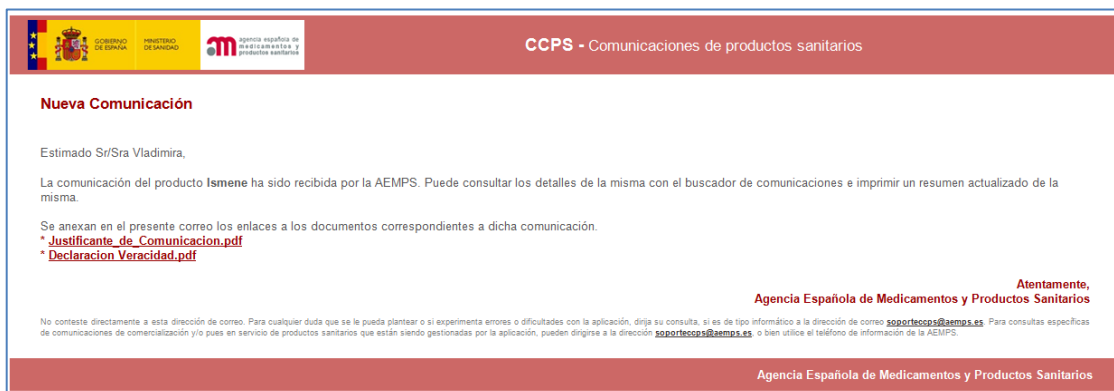 GOBIERNO
DE ESPAÑA
MINISTERIO
DE SANIDAD
agencia española de
medicamentos y
productos sanitarios
CCPS - Comunicaciones de productos sanitarios
Nueva Comunicación
Estimado Sr/Sra Vladimira,
La comunicación del producto Ismene ha sido recibida por la AEMPS. Puede consultar los detalles de la misma con el buscador de comunicaciones e imprimir un resumen actualizado de la
misma.
Se anexan en el presente correo los enlaces a los documentos correspondientes a dicha comunicación.
* Justificante_de_Comunicacion.pdf
* Declaracion Veracidad.pdf
Atentamente,
Agencia Española de Medicamentos y Productos Sanitarios
No conteste directamente a esta dirección de correo. Para cualquier duda que se le pueda plantear o si experimenta errores o dificultades con la aplicación, dirija su consulta, si es de tipo informático a la dirección de correo soporteccps@aemps.es. Para consultas específicas
de comunicaciones de comercialización y/o pues en servicio de productos sanitarios que están siendo gestionadas por la aplicación, pueden dirigirse a la dirección soporteccps@aemps.es, o bien utilice el teléfono de información de la AEMPS.
Agencia Española de Medicamentos y Productos Sanitarios